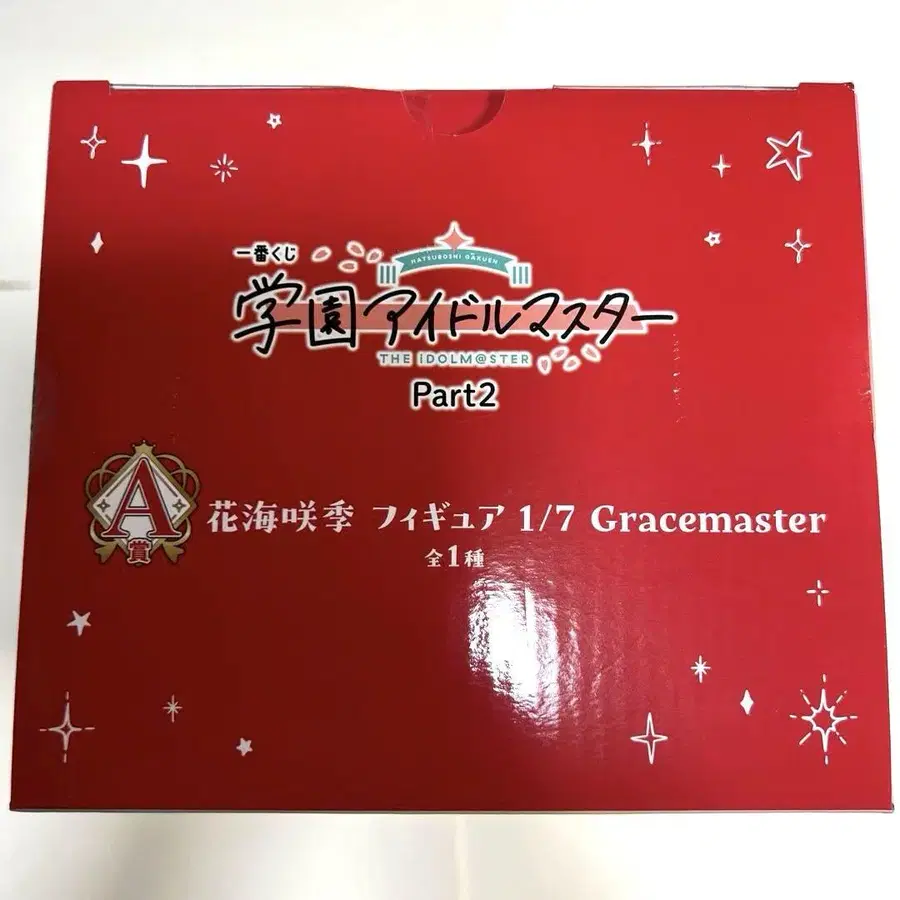 一番くじ
HATSUBOSHI GAKUEN
学園アイドルマスター
THE iDOLM@STER
Part2
A賞
花海咲季 フィギュア 1/7 Gracemaster
全1種